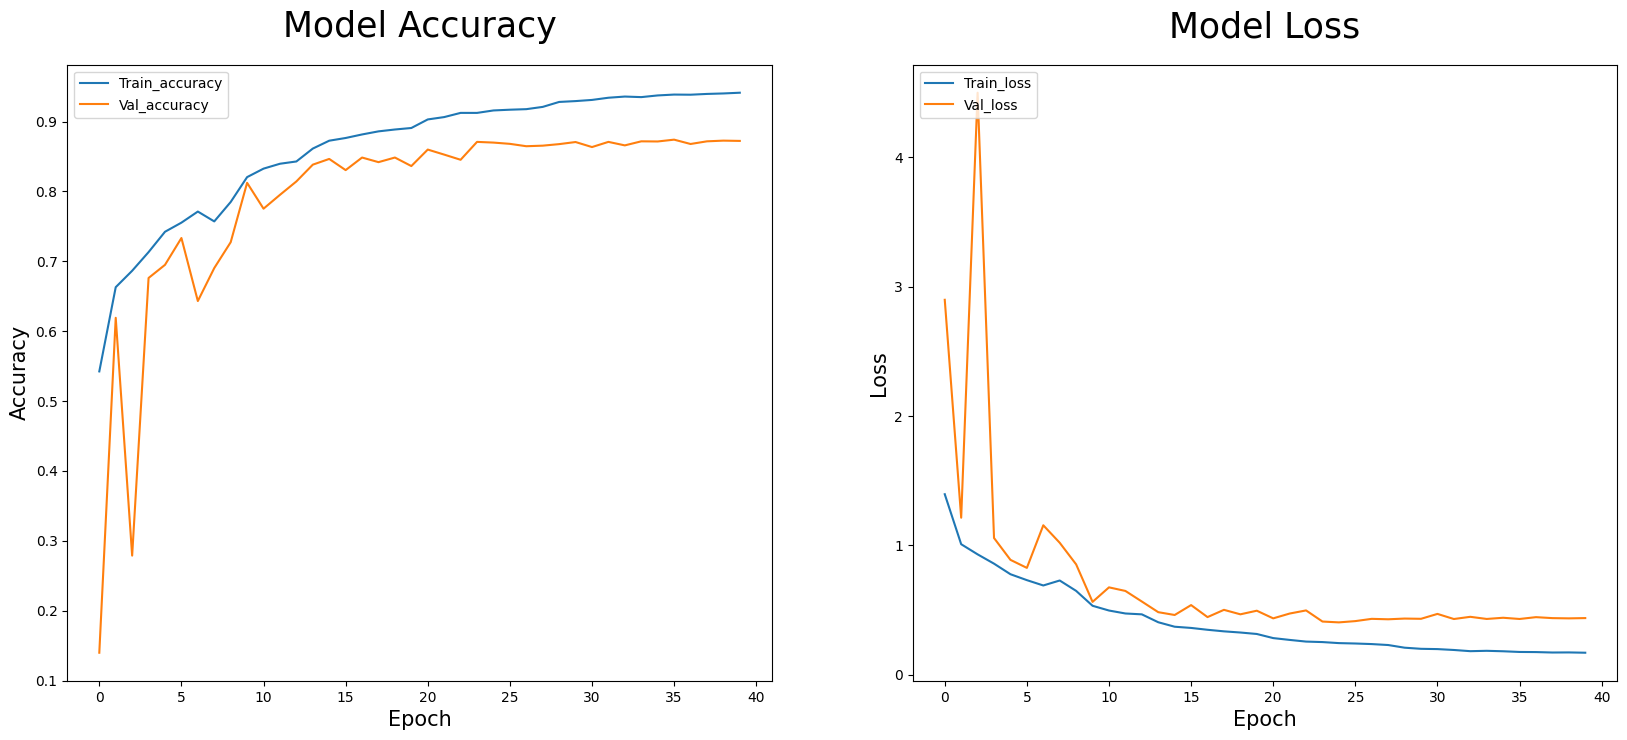 Model Accuracy
Train_accuracy
Val_accuracy
0.9
0.8
0.7
0.6
0.5
0.4
0.3
0.2
0.1
Accuracy
0 5 10 15 20 25 30 35 40
Epoch
Model Loss
Train_loss
Val_loss
4
3
2
1
0
Loss
0 5 10 15 20 25 30 35 40
Epoch